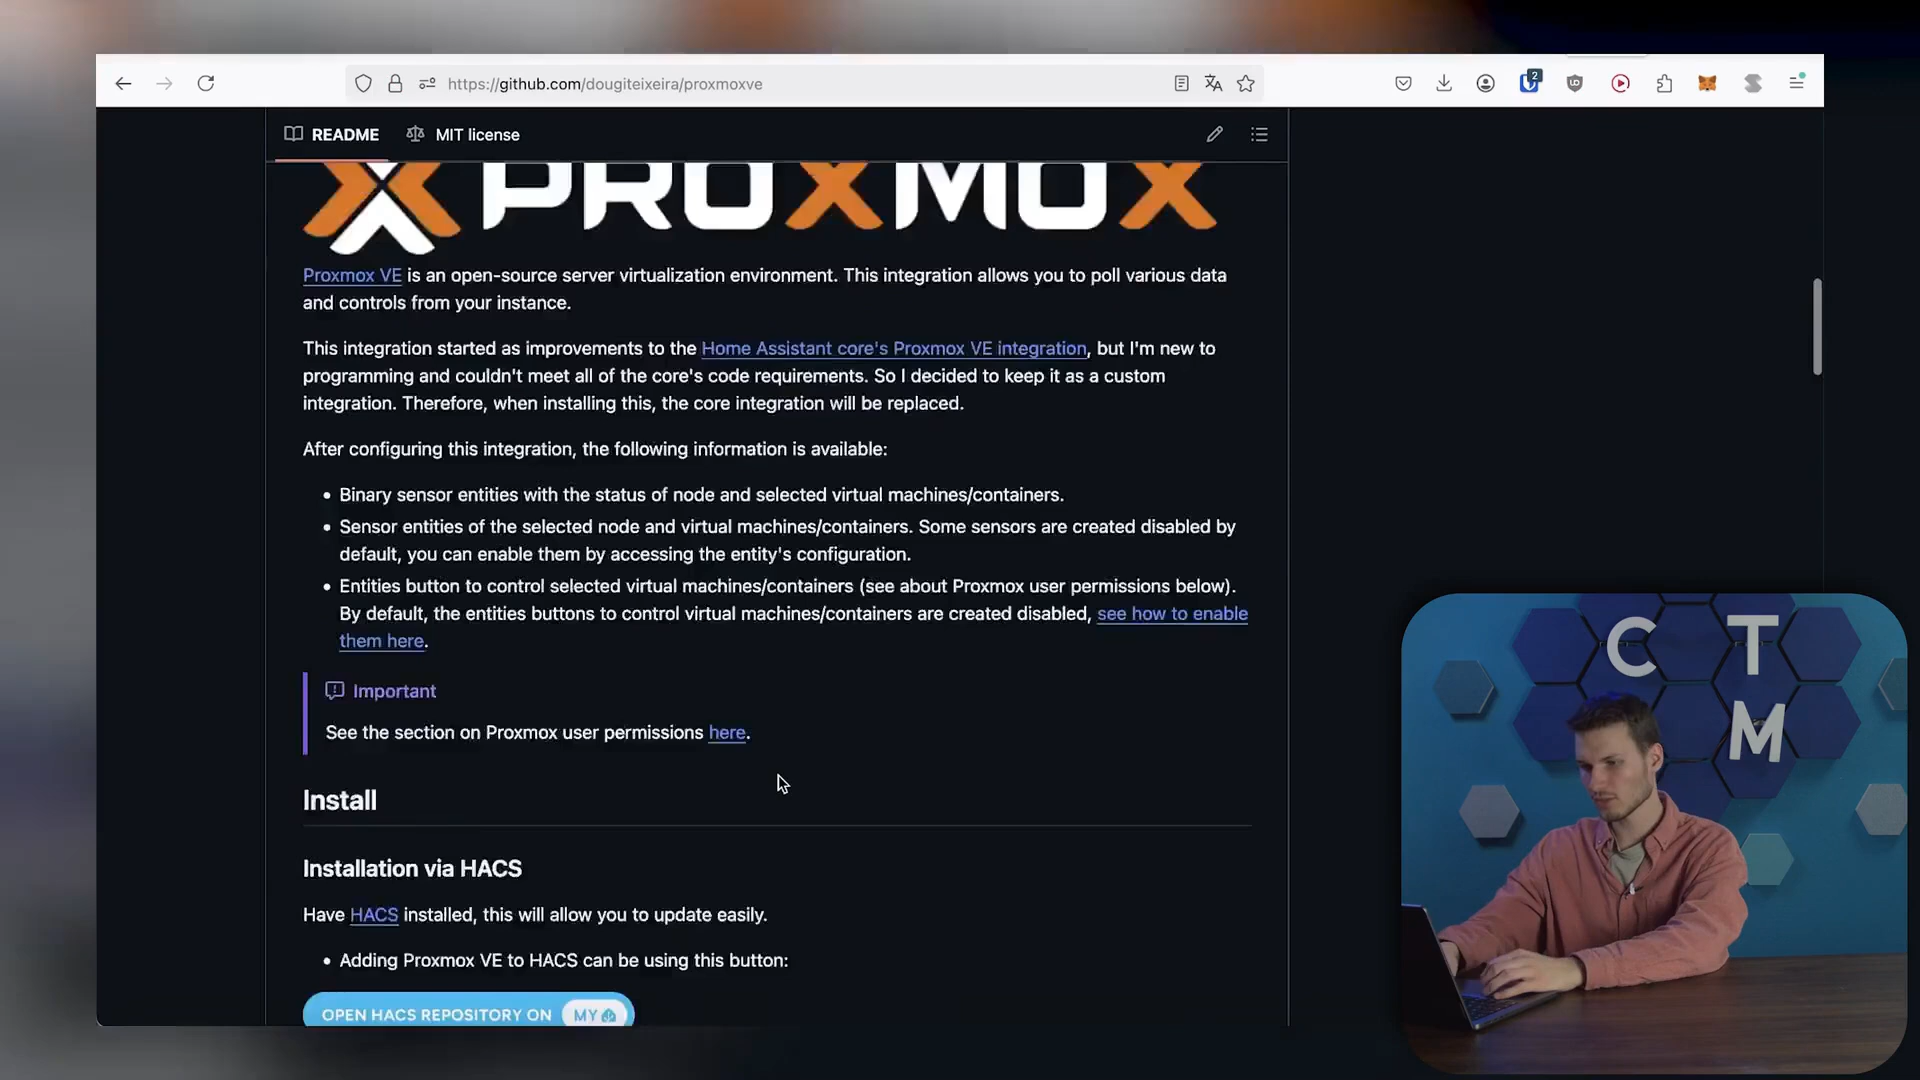 https://github.com/dougiteixeira/proxmoxve
2
README
MIT license
PROXMOX
Proxmox VE is an open-source server virtualization environment. This integration allows you to poll various data
and controls from your instance.
This integration started as improvements to the Home Assistant core's Proxmox VE integration, but I'm new to
programming and couldn't meet all of the core's code requirements. So I decided to keep it as a custom
integration. Therefore, when installing this, the core integration will be replaced.
After configuring this integration, the following information is available:
• Binary sensor entities with the status of node and selected virtual machines/containers.
• Sensor entities of the selected node and virtual machines/containers. Some sensors are created disabled by
default, you can enable them by accessing the entity's configuration.
• Entities button to control selected virtual machines/containers (see about Proxmox user permissions below).
By default, the entities buttons to control virtual machines/containers are created disabled, see how to enable
them here.
Important
See the section on Proxmox user permissions here.
Install
Installation via HACS
Have HACS installed, this will allow you to update easily.
• Adding Proxmox VE to HACS can be using this button:
OPEN HACS REPOSITORY ON MY
C T
M